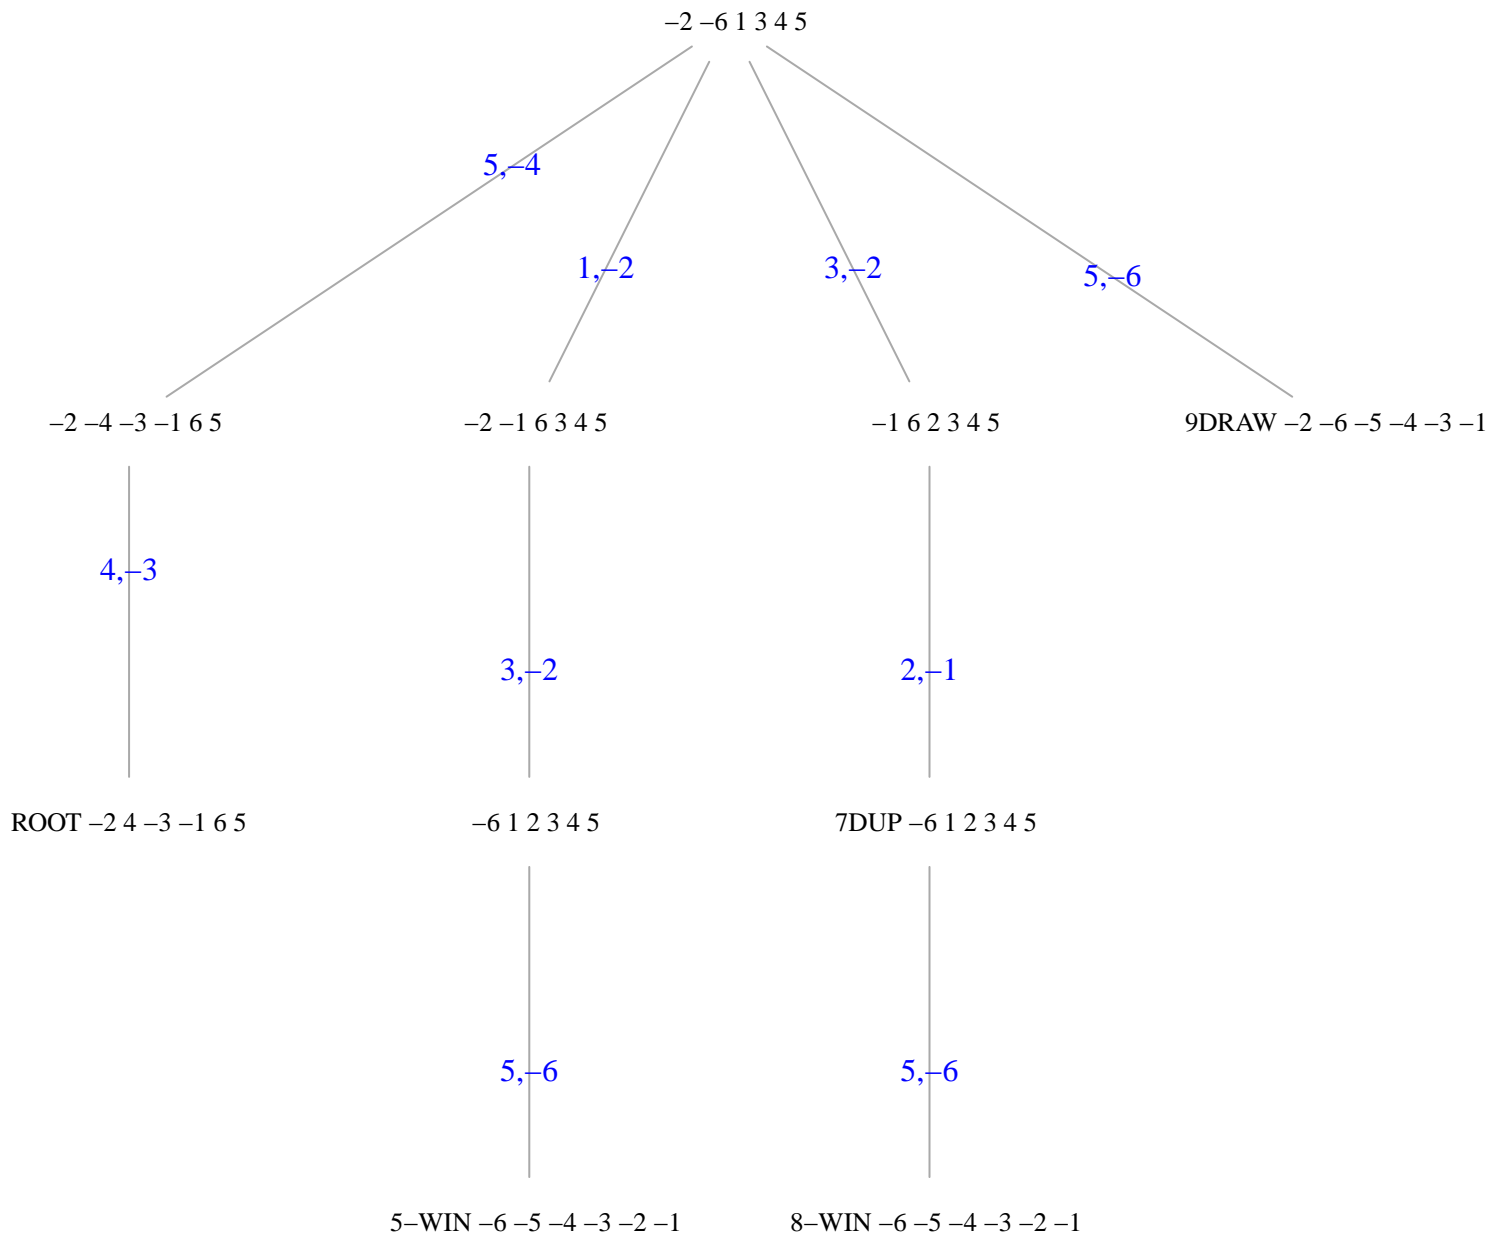 –2 –6 1 3 4 5
5,–4
1,–2
3,–2
5,–6
–2 –4 –3 –1 6 5
–2 –1 6 3 4 5
–1 6 2 3 4 5
9DRAW –2 –6 –5 –4 –3 –1
4,–3
3,–2
2,–1
ROOT –2 4 –3 –1 6 5
–6 1 2 3 4 5
7DUP –6 1 2 3 4 5
5,–6
5,–6
5–WIN –6 –5 –4 –3 –2 –1
8–WIN –6 –5 –4 –3 –2 –1